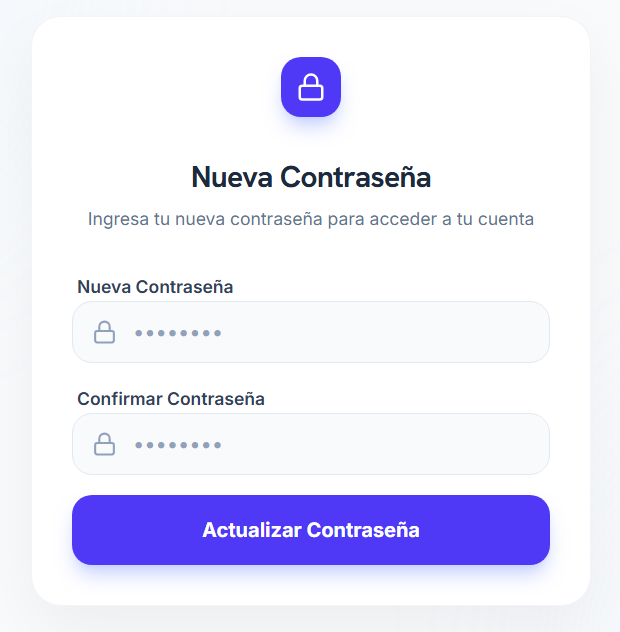 Nueva Contraseña
Ingresa tu nueva contraseña para acceder a tu cuenta
Nueva Contraseña
••••••••
Confirmar Contraseña
••••••••
Actualizar Contraseña